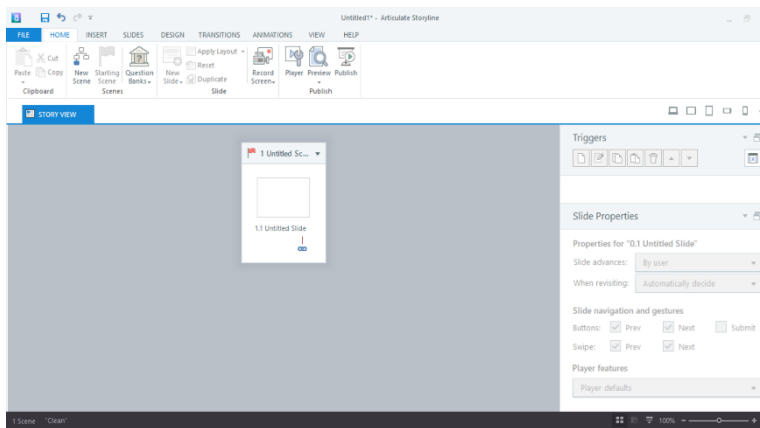 Untitled1* - Articulate Storyline
FILE HOME INSERT SLIDES DESIGN TRANSITIONS ANIMATIONS VIEW HELP
Paste Cut Copy
Clipboard
New Scene Starting Scene Question Banks
Scenes
New Slide Apply Layout Reset Duplicate
Slide
Record Screen
Player Preview Publish
Publish
STORY VIEW
1 Untitled Sc...
1.1 Untitled Slide
Triggers
Slide Properties
Properties for "0.1 Untitled Slide"
Slide advances: By user
When revisiting: Automatically decide
Slide navigation and gestures
Buttons: Prev Next Submit
Swipe: Prev Next
Player features
Player defaults
1 Scene "Clean" 100%